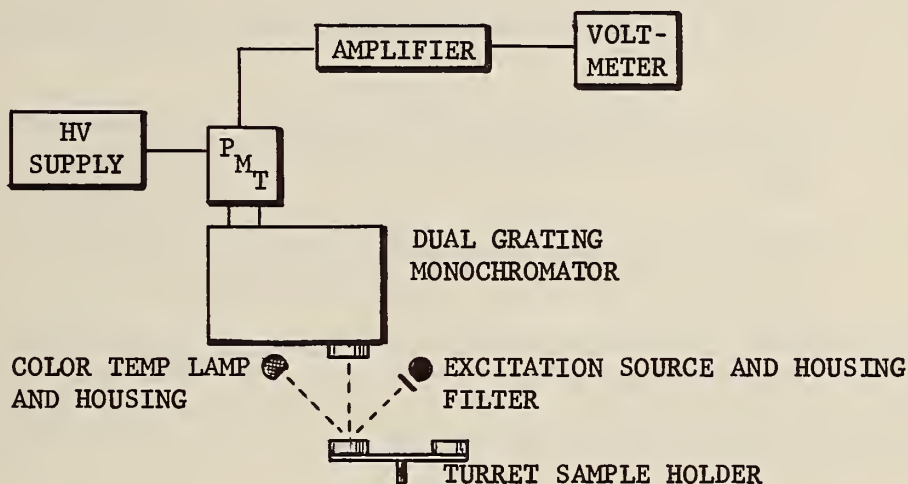 AMPLIFIER
VOLT-
METER
HV
SUPPLY
PMT
DUAL GRATING
MONOCHROMATOR
COLOR TEMP LAMP
AND HOUSING
EXCITATION SOURCE AND HOUSING
FILTER
TURRET SAMPLE HOLDER